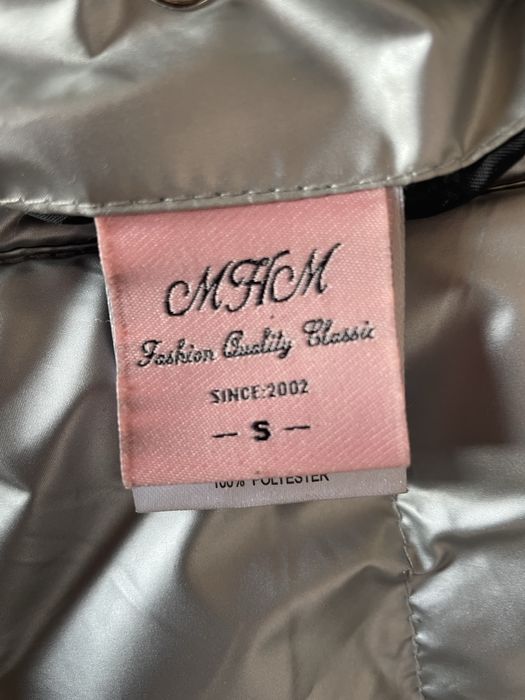 MHM
Fashion Quality Classic
SINCE:2002
— S —
100% POLYESTER